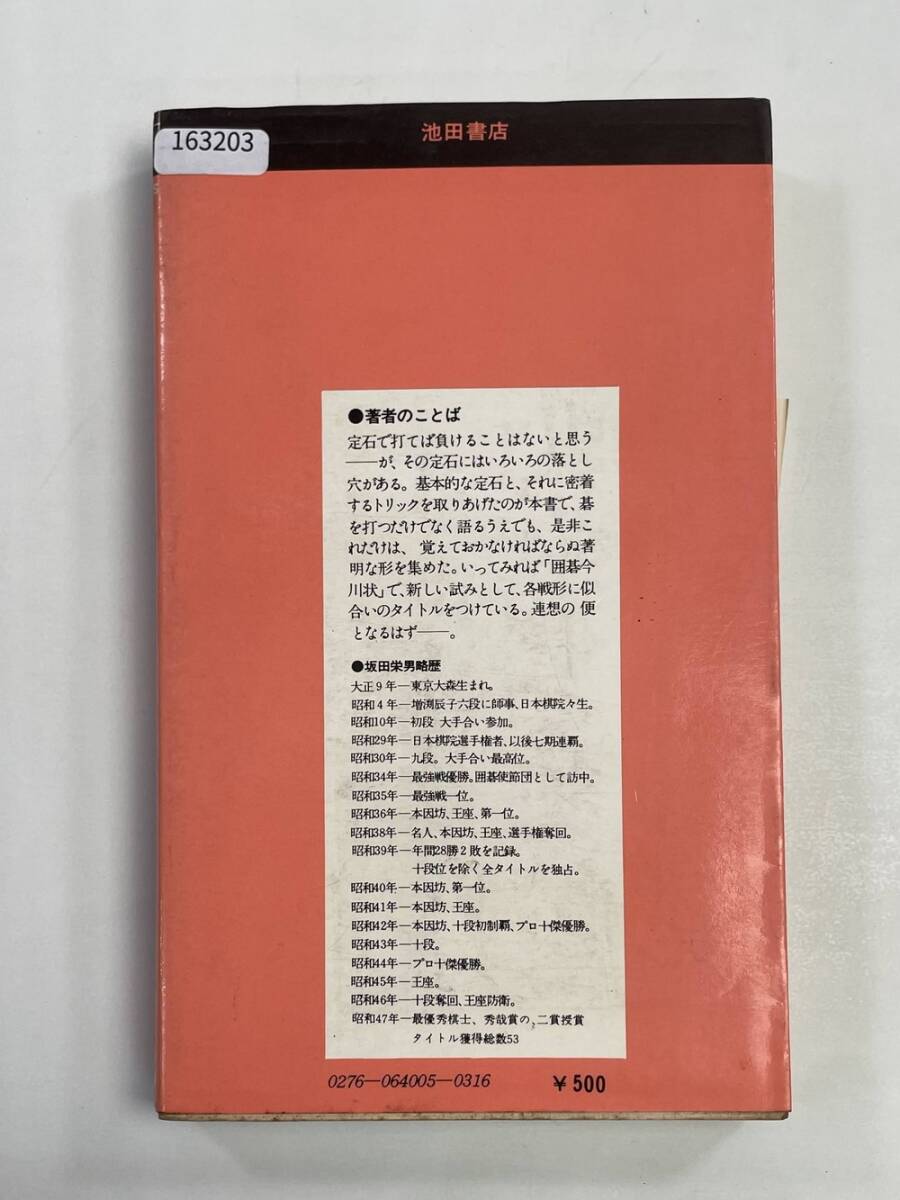 池田書店
163203
●著者のことば
定石で打てば負けることはないと思う
――が、その定石にはいろいろの落とし
穴がある。基本的な定石と、それに密着
するトリックを取りあげたのが本書で、碁
を打つだけでなく語るうえでも、是非こ
れだけは、覚えておかなければならぬ著
明な形を集めた。いってみれば「囲碁今
川状」で、新しい試みとして、各戦形に似
合いのタイトルをつけている。連想の便
となるはず――。
●坂田栄男略歴
大正9年―東京大森生まれ。
昭和4年―増渕辰子六段に師事、日本棋院々生。
昭和10年―初段 大手合い参加。
昭和29年―日本棋院選手権者、以後七期連覇。
昭和30年―九段。大手合い最高位。
昭和34年―最強戦優勝。囲碁使節団として訪中。
昭和35年―最強戦一位。
昭和36年―本因坊、王座、第一位。
昭和38年―名人、本因坊、王座、選手権奪回。
昭和39年―年間28勝2敗を記録。
十段位を除く全タイトルを独占。
昭和40年―本因坊、第一位。
昭和41年―本因坊、王座。
昭和42年―本因坊、十段初制覇、プロ十傑優勝。
昭和43年―十段。
昭和44年―プロ十傑優勝。
昭和45年―王座。
昭和46年―十段奪回、王座防衛。
昭和47年―最優秀棋士、秀哉賞の、二賞授賞
タイトル獲得総数53
0276―064005―0316
¥500